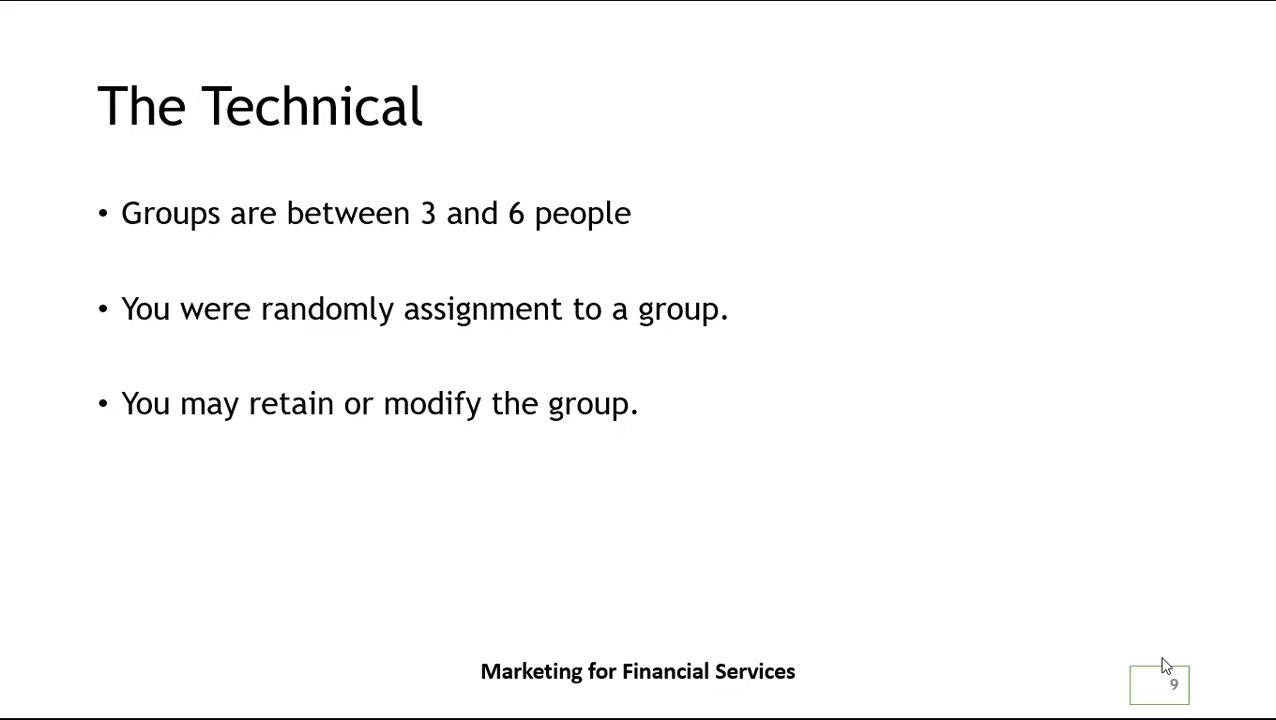 The Technical
• Groups are between 3 and 6 people
• You were randomly assignment to a group.
• You may retain or modify the group.
Marketing for Financial Services
9